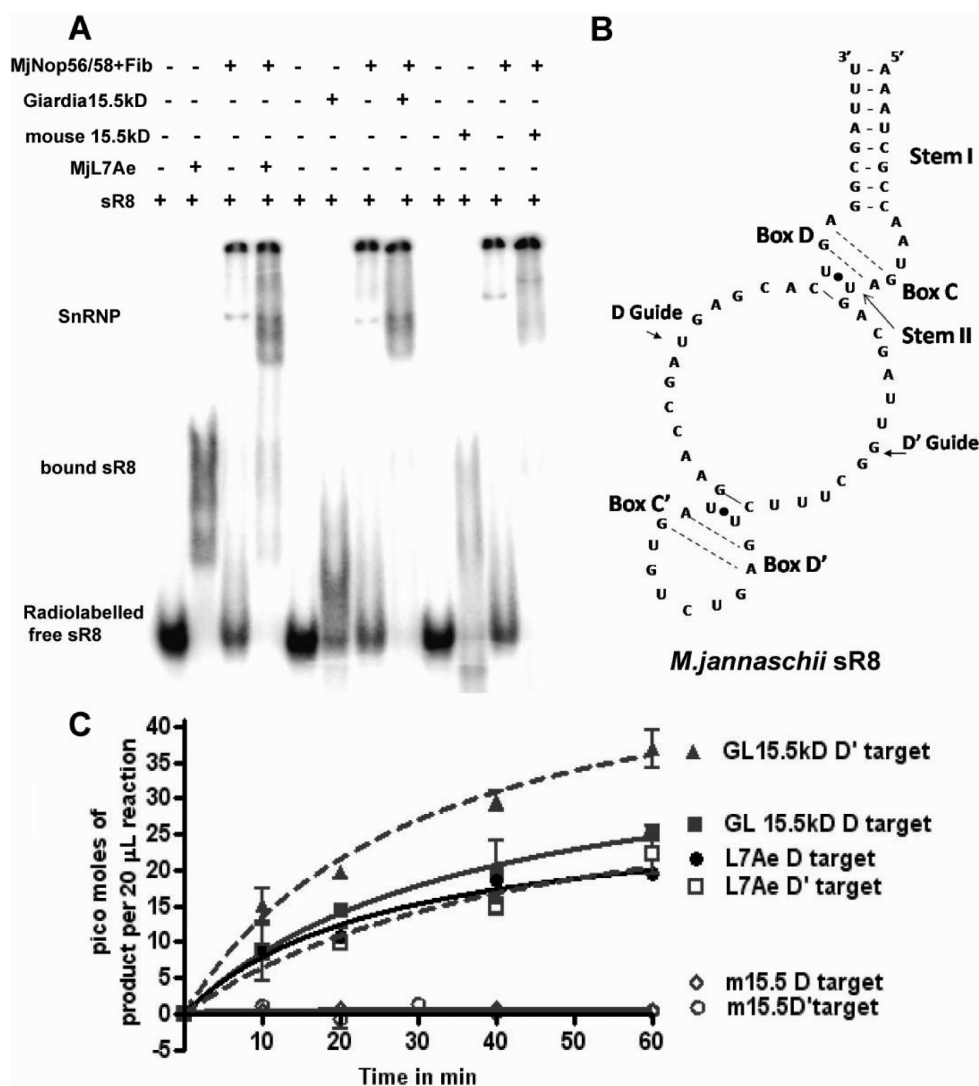 A
MjNop56/58+Fib - - + + - - + + - - + +
Giardia15.5kD - - - - - + - + - - - -
mouse 15.5kD - - - - - - - - - + - +
MjL7Ae - + - + - - - - - - - -
sR8 + + + + + + + + + + + +
SnRNP
bound sR8
Radiolabelled
free sR8
B
3' 5'
U - A
U - A
U - A
A - U
G - C
C - G
G - C
G - C
Stem I
A A
G A
U U
Box D
G
A
U
Box C
Stem II
C A C G A G U A G C C A A G
G A C G A U U G G C U U U C
D Guide
D' Guide
Box C'
A U U
G G
U A
G U C U G
Box D'
M.jannaschii sR8
C
pico moles of
product per 20 µL reaction
40
35
30
25
20
15
10
5
0
-5
10 20 30 40 50 60
Time in min
GL15.5kD D' target
GL 15.5kD D target
L7Ae D target
L7Ae D' target
m15.5 D target
m15.5D'target